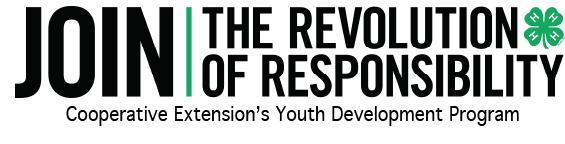 JOIN THE REVOLUTION
OF RESPONSIBILITY
Cooperative Extension's Youth Development Program
H H H H